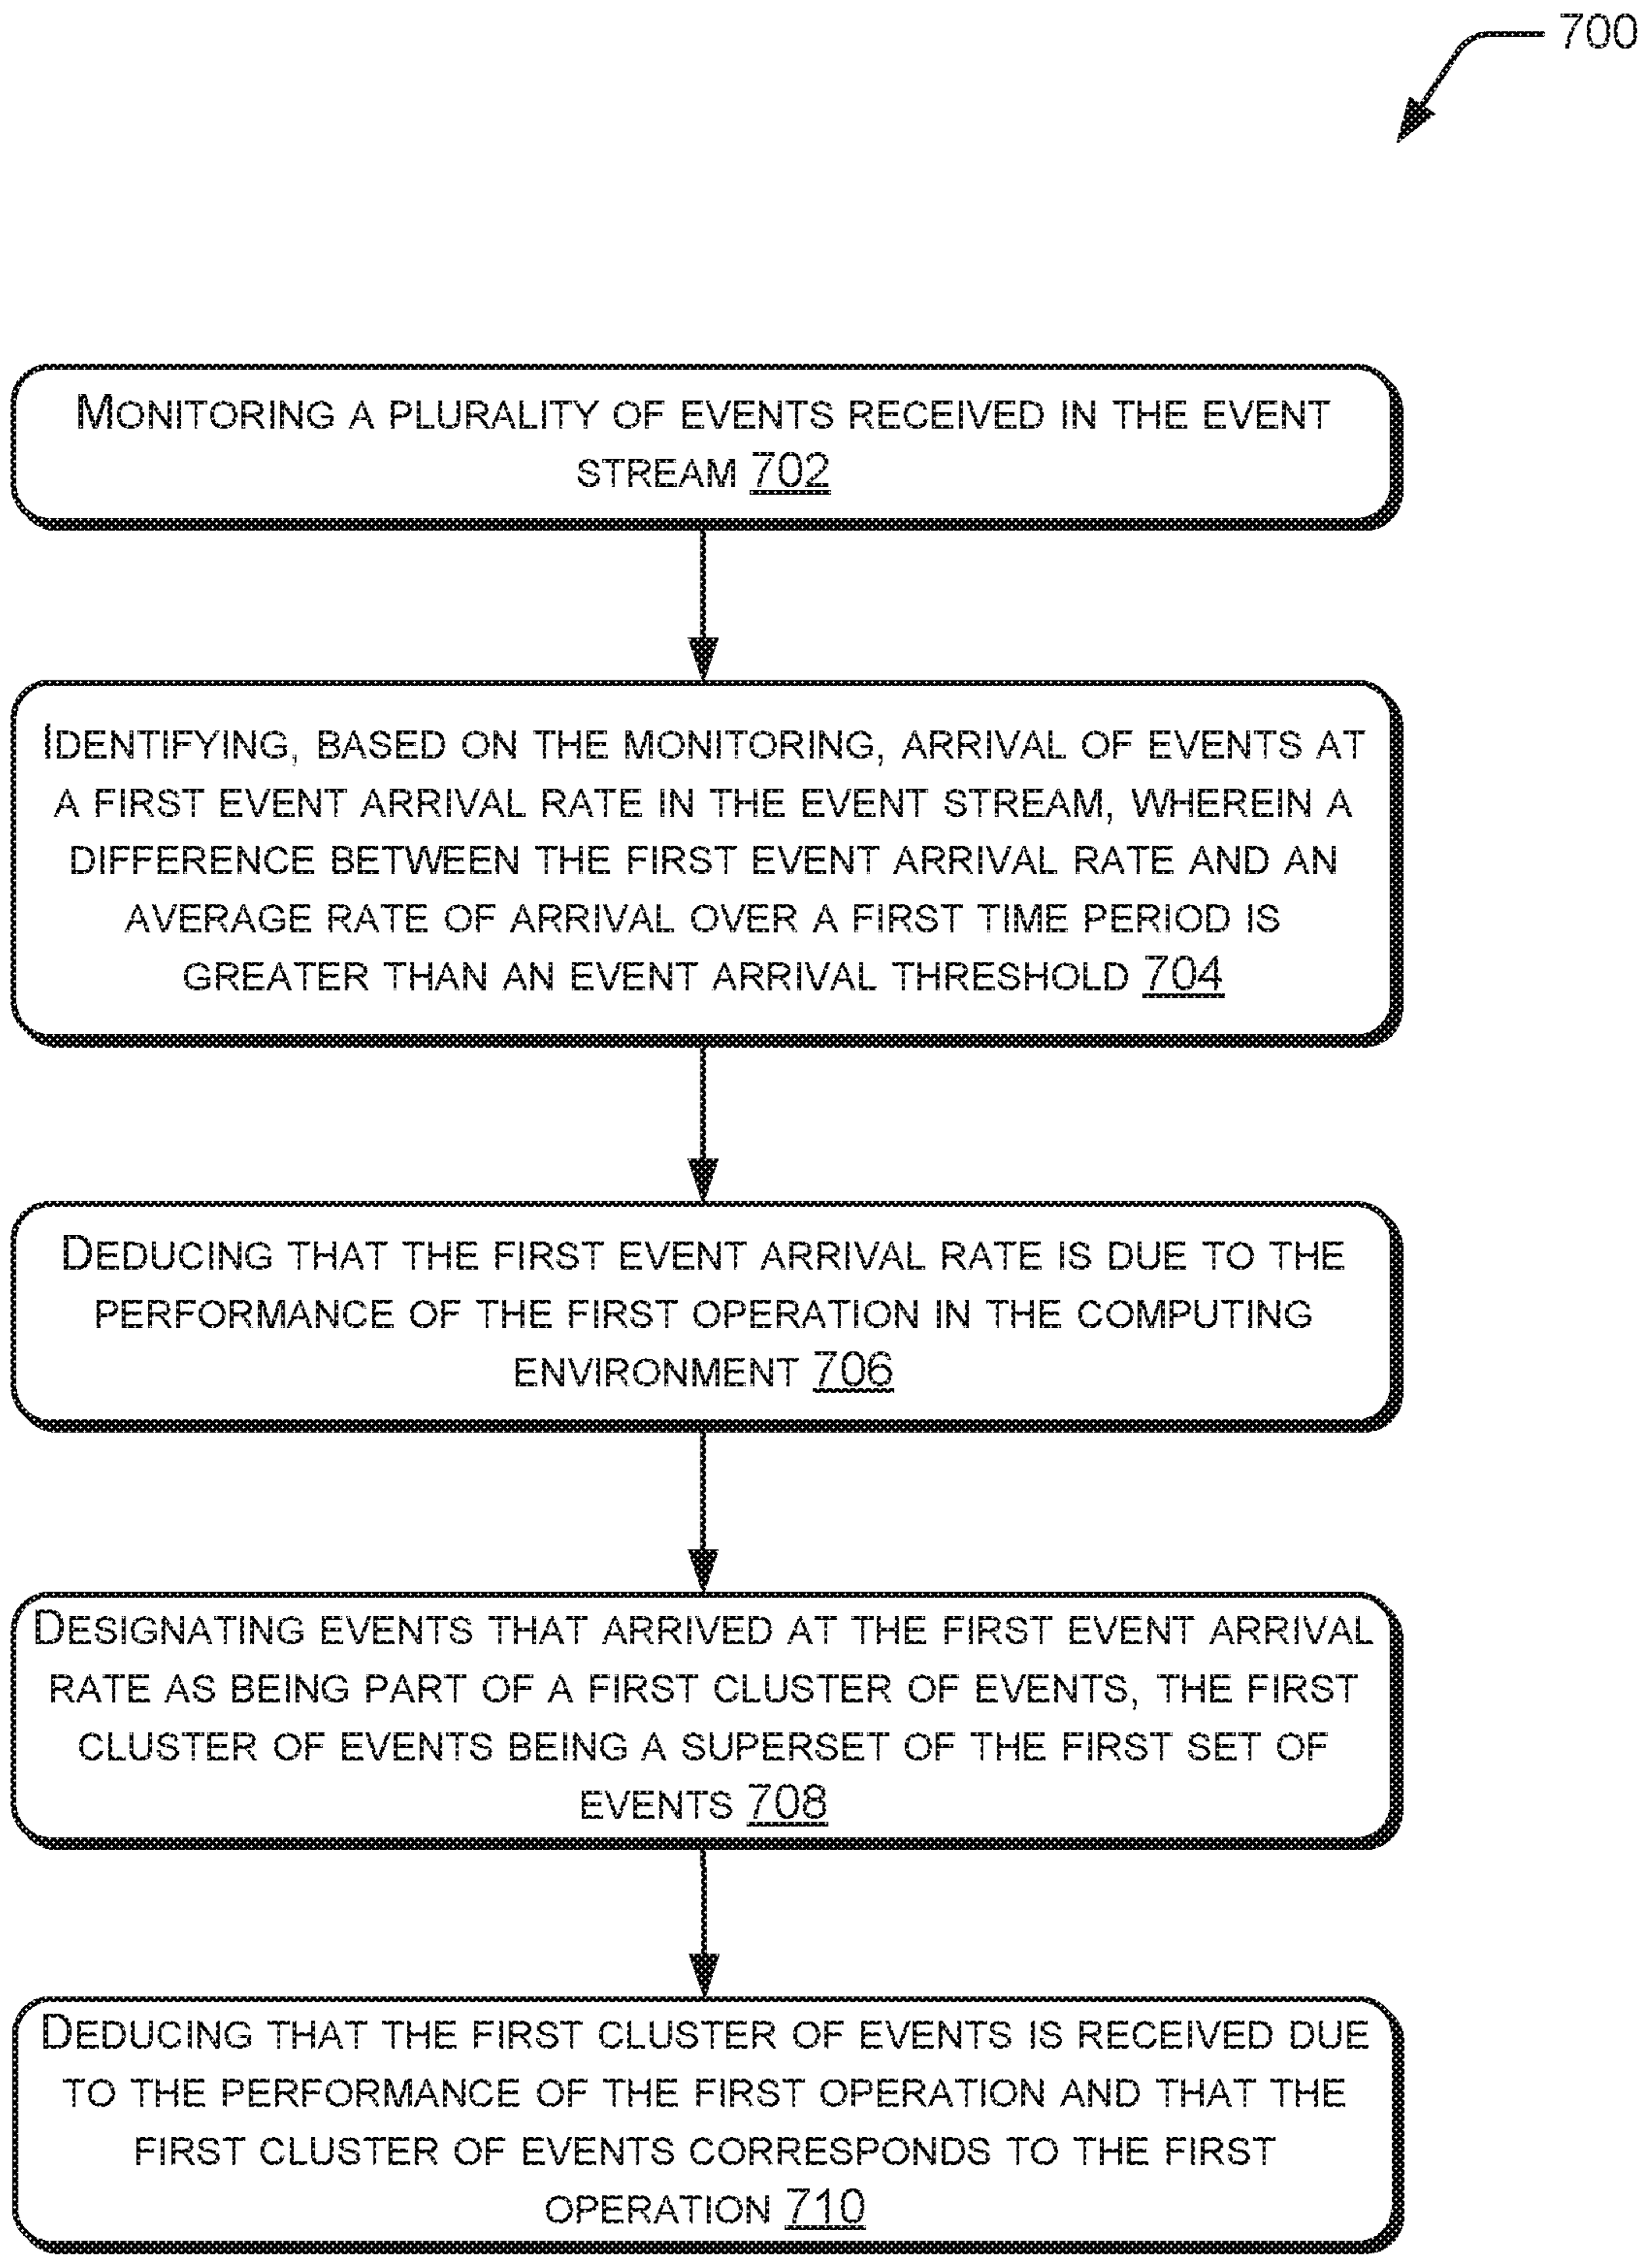 700
MONITORING A PLURALITY OF EVENTS RECEIVED IN THE EVENT
STREAM 702
IDENTIFYING, BASED ON THE MONITORING, ARRIVAL OF EVENTS AT
A FIRST EVENT ARRIVAL RATE IN THE EVENT STREAM, WHEREIN A
DIFFERENCE BETWEEN THE FIRST EVENT ARRIVAL RATE AND AN
AVERAGE RATE OF ARRIVAL OVER A FIRST TIME PERIOD IS
GREATER THAN AN EVENT ARRIVAL THRESHOLD 704
DEDUCING THAT THE FIRST EVENT ARRIVAL RATE IS DUE TO THE
PERFORMANCE OF THE FIRST OPERATION IN THE COMPUTING
ENVIRONMENT 706
DESIGNATING EVENTS THAT ARRIVED AT THE FIRST EVENT ARRIVAL
RATE AS BEING PART OF A FIRST CLUSTER OF EVENTS, THE FIRST
CLUSTER OF EVENTS BEING A SUPERSET OF THE FIRST SET OF
EVENTS 708
DEDUCING THAT THE FIRST CLUSTER OF EVENTS IS RECEIVED DUE
TO THE PERFORMANCE OF THE FIRST OPERATION AND THAT THE
FIRST CLUSTER OF EVENTS CORRESPONDS TO THE FIRST
OPERATION 710